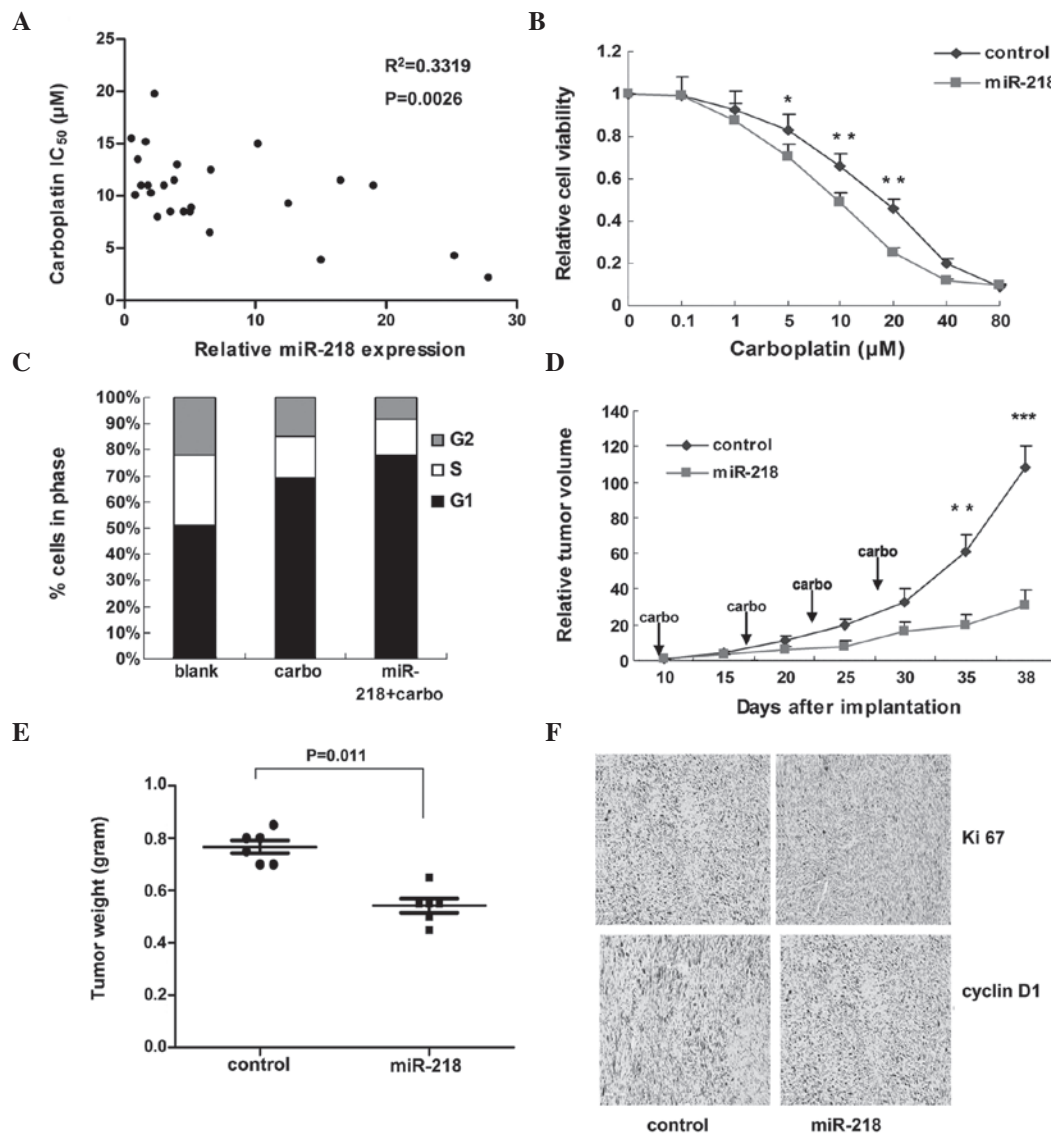 A
25
20
15
10
5
0
Carboplatin IC50 (µM)
R2=0.3319
P=0.0026
0
10
20
30
Relative miR-218 expression
B
1.2
1
0.8
0.6
0.4
0.2
0
Relative cell viability
control
miR-218
*
* *
* *
0
0.1
1
5
10
20
40
80
Carboplatin (µM)
C
100%
90%
80%
70%
60%
50%
40%
30%
20%
10%
0%
% cells in phase
G2
S
G1
blank
carbo
miR-
218+carbo
D
140
120
100
80
60
40
20
0
Relative tumor volume
control
miR-218
carbo
carbo
carbo
carbo
* *
***
10
15
20
25
30
35
38
Days after implantation
E
P=0.011
1.0
0.8
0.6
0.4
0.2
0.0
Tumor weight (gram)
control
miR-218
F
Ki 67
cyclin D1
control
miR-218